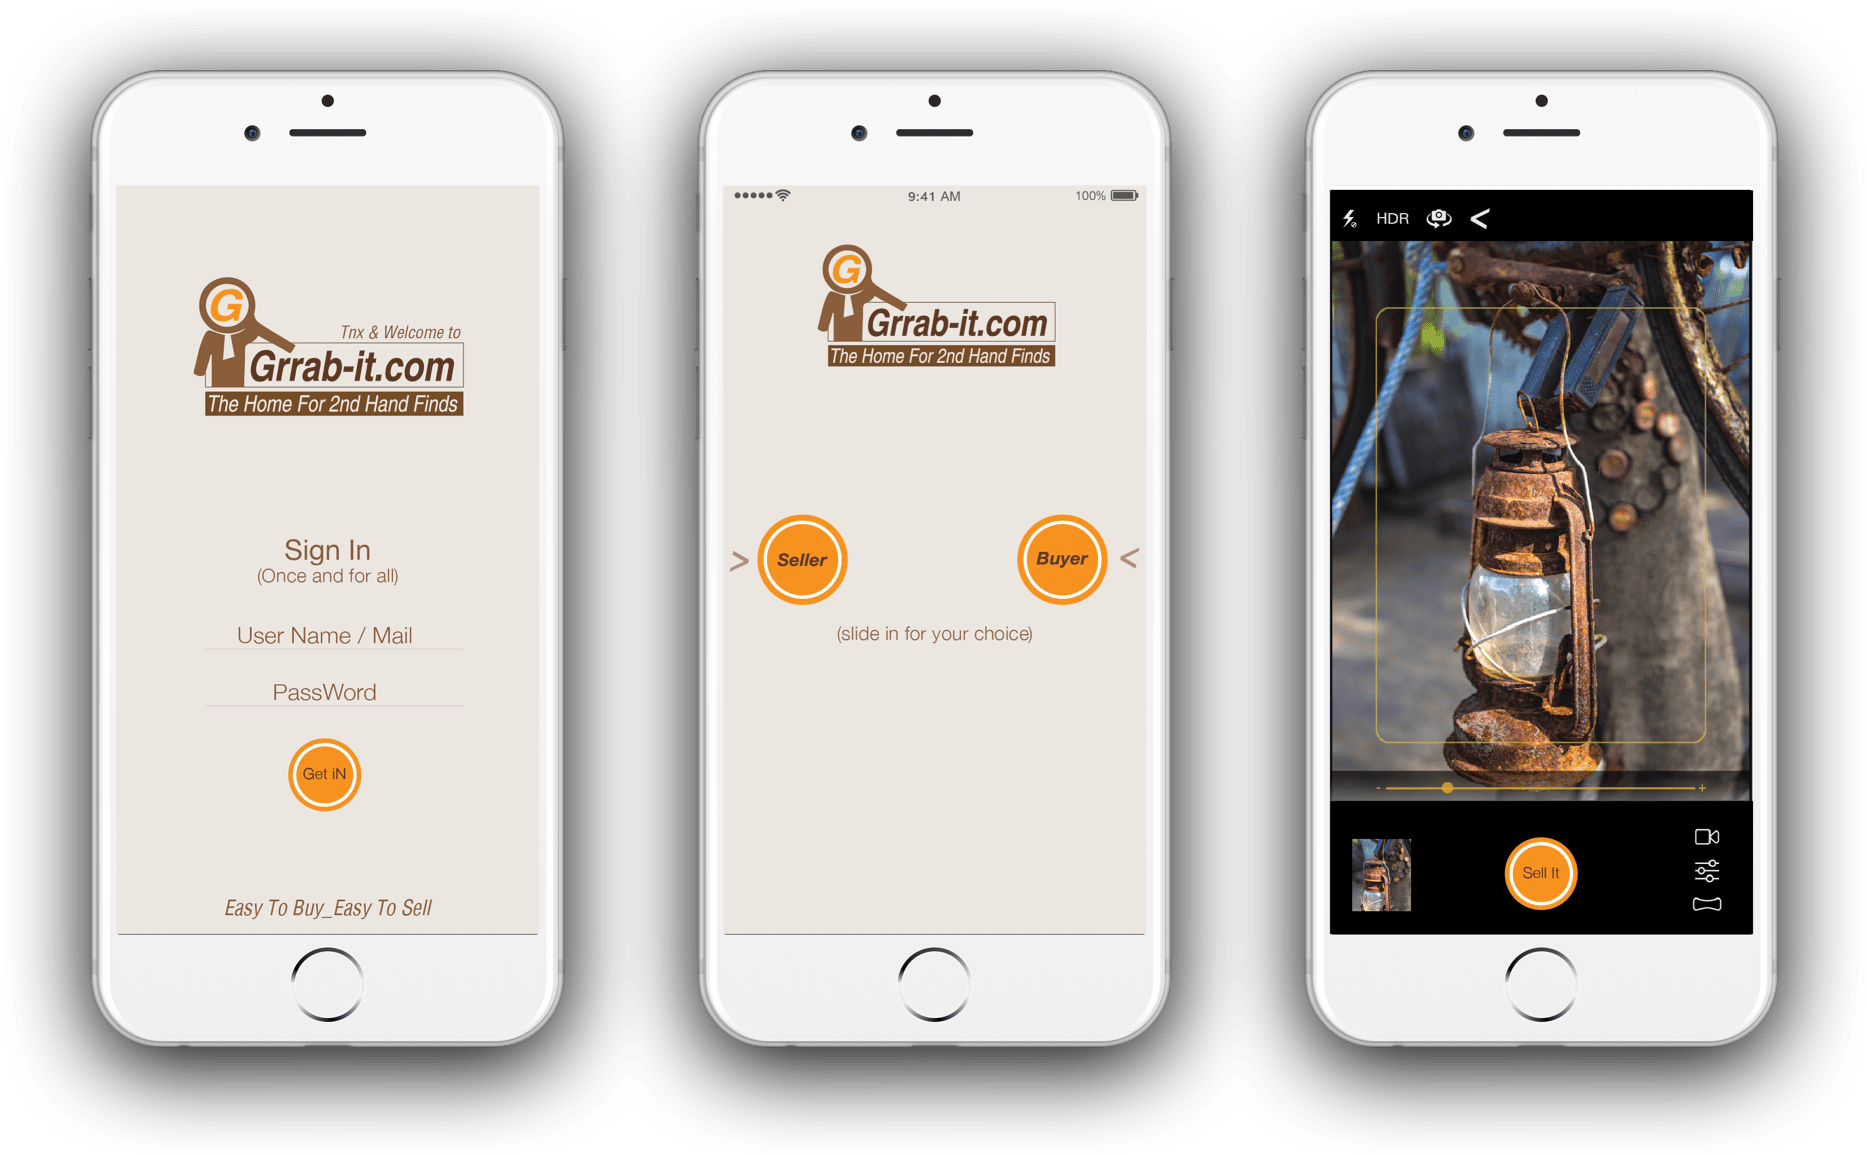 G
Tnx & Welcome to
Grrab-it.com
The Home For 2nd Hand Finds
Sign In
(Once and for all)
User Name / Mail
PassWord
Get iN
Easy To Buy_Easy To Sell
9:41 AM
100%
G
Grrab-it.com
The Home For 2nd Hand Finds
> Seller
Buyer <
(slide in for your choice)
HDR <
- +
Sell It